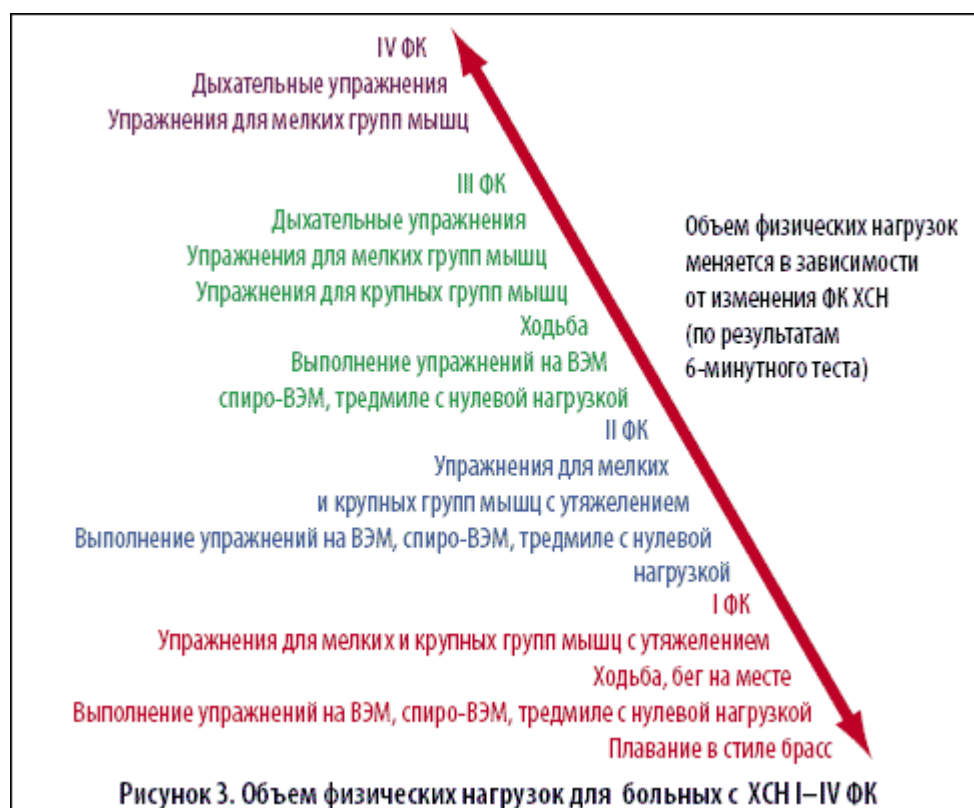 IV ФК
Дыхательные упражнения
Упражнения для мелких групп мышц
III ФК
Дыхательные упражнения
Упражнения для мелких групп мышц
Упражнения для крупных групп мышц
Ходьба
Выполнение упражнений на ВЭМ
спиро-ВЭМ, тредмиле с нулевой нагрузкой
II ФК
Упражнения для мелких
и крупных групп мышц с утяжелением
Выполнение упражнений на ВЭМ, спиро-ВЭМ, тредмиле с нулевой
нагрузкой
I ФК
Упражнения для мелких и крупных групп мышц с утяжелением
Ходьба, бег на месте
Выполнение упражнений на ВЭМ, спиро-ВЭМ, тредмиле с нулевой нагрузкой
Плавание в стиле брасс
Объем физических нагрузок
меняется в зависимости
от изменения ФК ХСН
(по результатам
6-минутного теста)
Рисунок 3. Объем физических нагрузок для больных с ХСН I–IV ФК